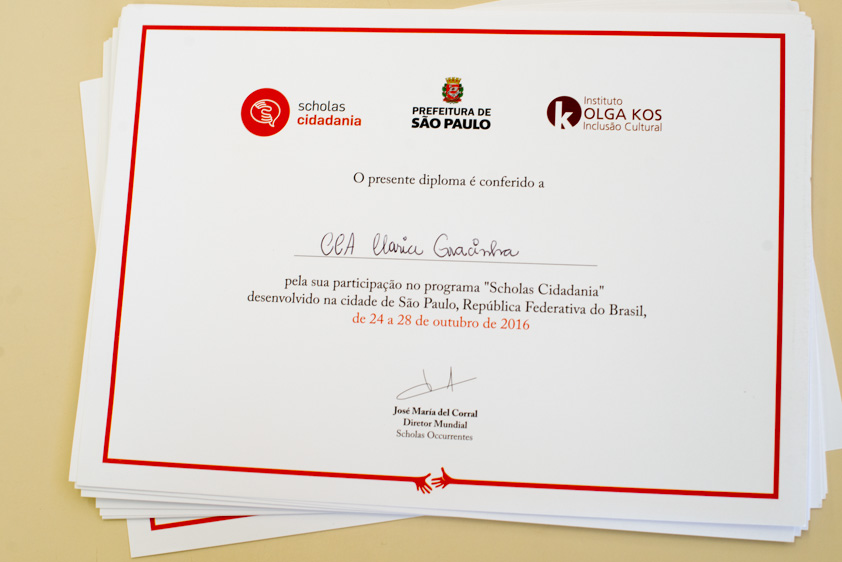 scholas
cidadania
PREFEITURA DE
SÃO PAULO
k
Instituto
OLGA KOS
Inclusão Cultural
O presente diploma é conferido a
CCA Clarice Gracinha
pela sua participação no programa "Scholas Cidadania"
desenvolvido na cidade de São Paulo, República Federativa do Brasil,
de 24 a 28 de outubro de 2016
José María del Corral
Diretor Mundial
Scholas Occurrentes